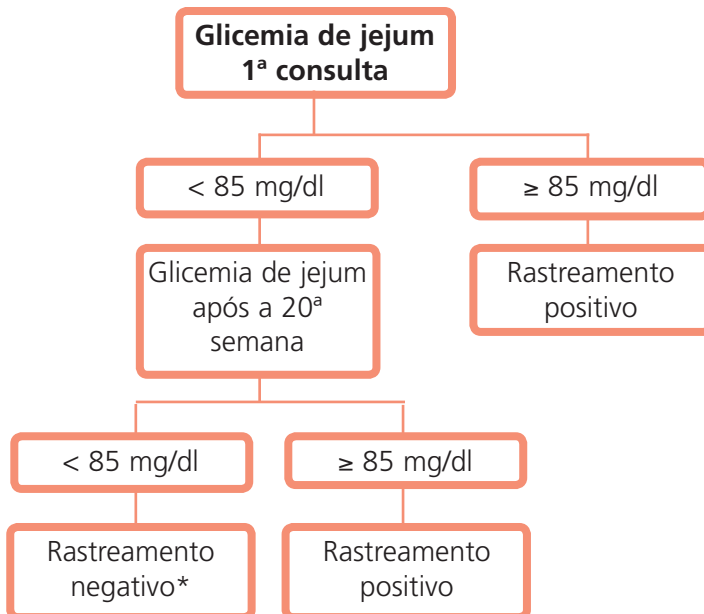 Glicemia de jejum
1ª consulta
< 85 mg/dl
≥ 85 mg/dl
Glicemia de jejum
após a 20ª
semana
Rastreamento
positivo
< 85 mg/dl
≥ 85 mg/dl
Rastreamento
negativo*
Rastreamento
positivo